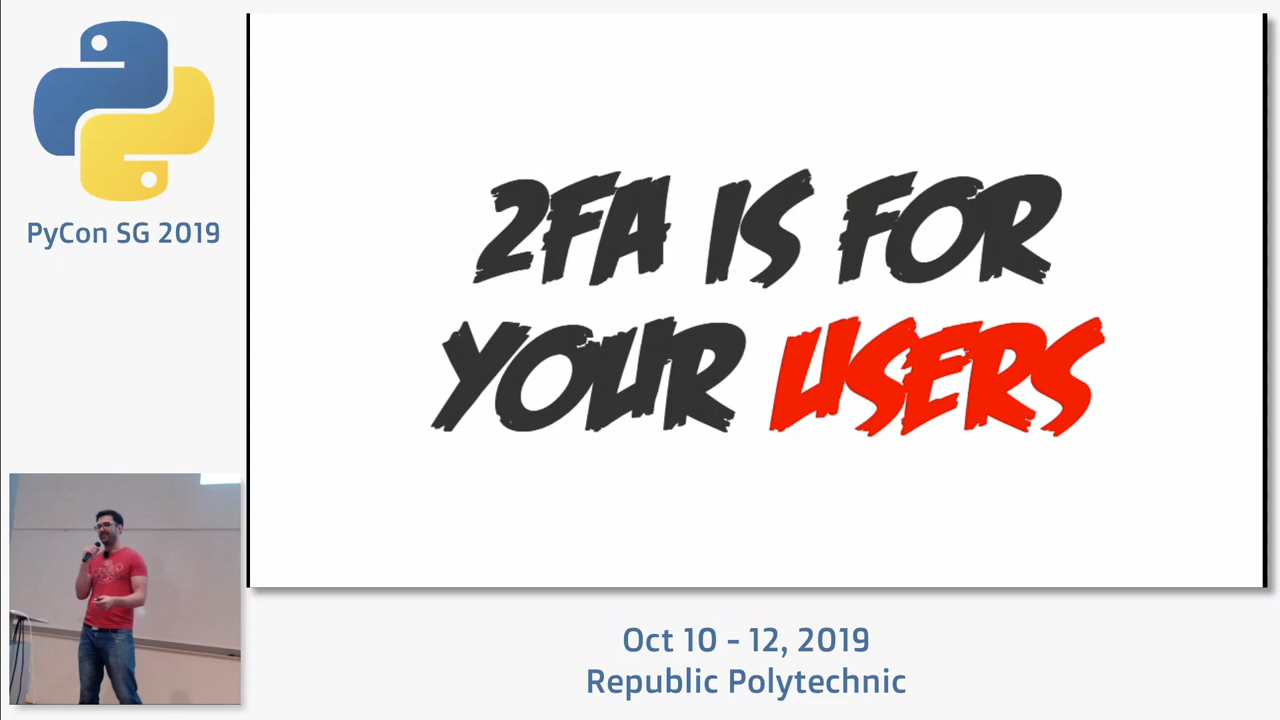 PyCon SG 2019
2FA IS FOR
YOUR USERS
Oct 10 - 12, 2019
Republic Polytechnic